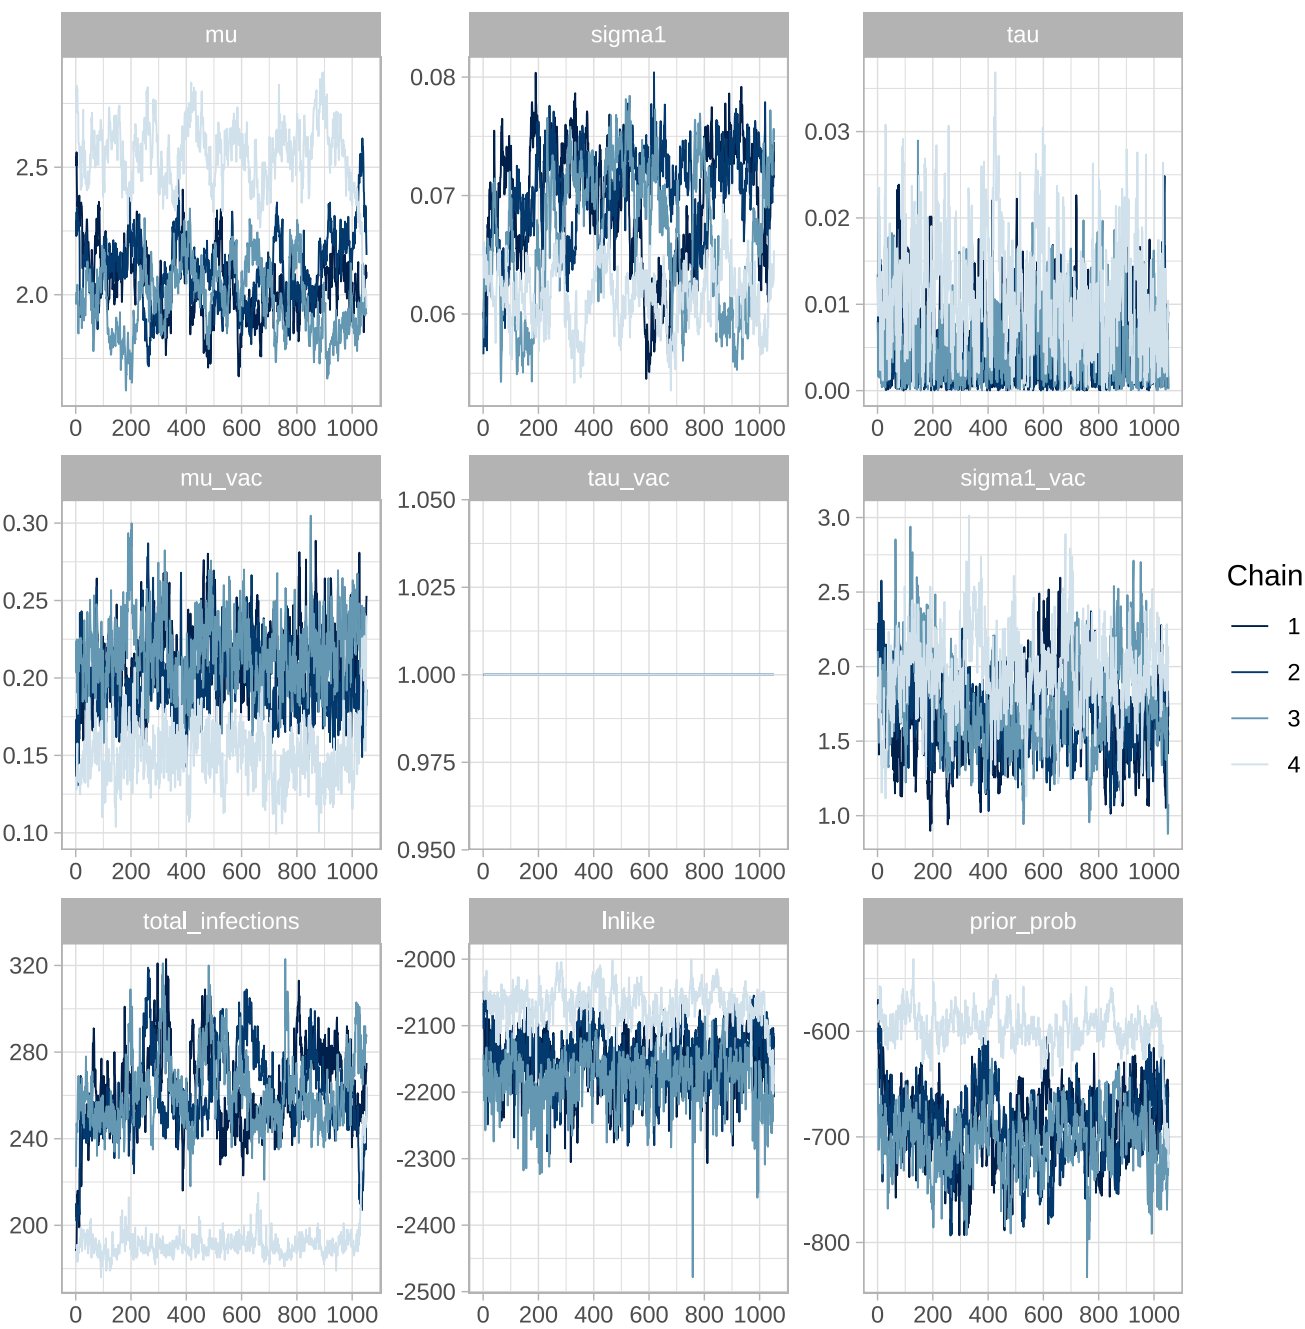 mu
sigma1
tau
2.5
2.0
0 200 400 600 800 1000
0.08
0.07
0.06
0 200 400 600 800 1000
0.03
0.02
0.01
0.00
0 200 400 600 800 1000
mu_vac
tau_vac
sigma1_vac
0.30
0.25
0.20
0.15
0.10
0 200 400 600 800 1000
1.050
1.025
1.000
0.975
0.950
0 200 400 600 800 1000
3.0
2.5
2.0
1.5
1.0
0 200 400 600 800 1000
Chain
1
2
3
4
total_infections
lnlike
prior_prob
320
280
240
200
0 200 400 600 800 1000
-2000
-2100
-2200
-2300
-2400
-2500
0 200 400 600 800 1000
-600
-700
-800
0 200 400 600 800 1000